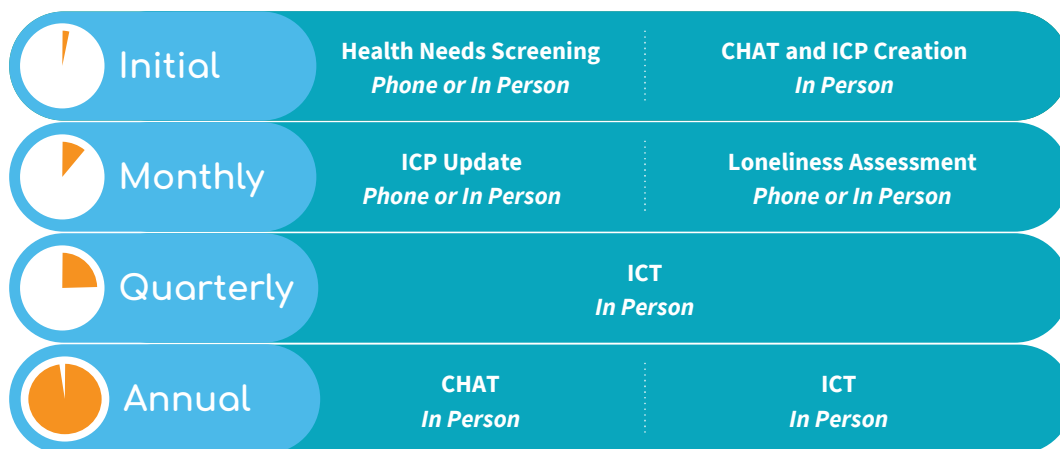 Initial
Health Needs Screening
Phone or In Person
CHAT and ICP Creation
In Person
Monthly
ICP Update
Phone or In Person
Loneliness Assessment
Phone or In Person
Quarterly
ICT
In Person
Annual
CHAT
In Person
ICT
In Person